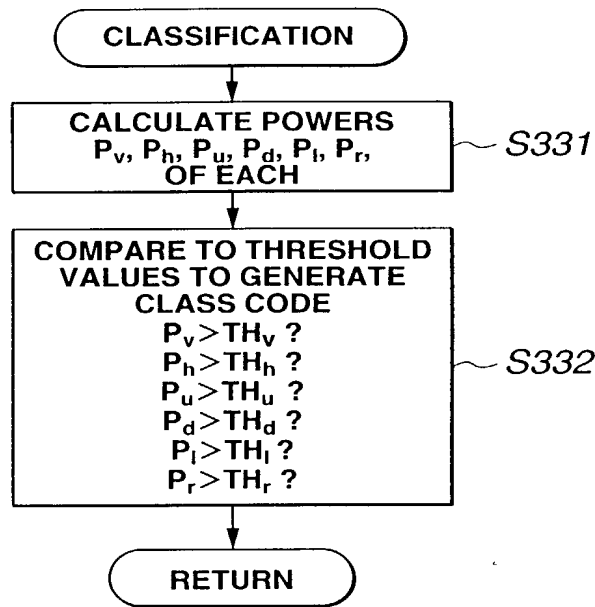 CLASSIFICATION
CALCULATE POWERS
Pv, Ph, Pu, Pd, Pl, Pr,
OF EACH
S331
COMPARE TO THRESHOLD
VALUES TO GENERATE
CLASS CODE
Pv>THv ?
Ph>THh ?
Pu>THu ?
Pd>THd ?
Pl>THl ?
Pr>THr ?
S332
RETURN